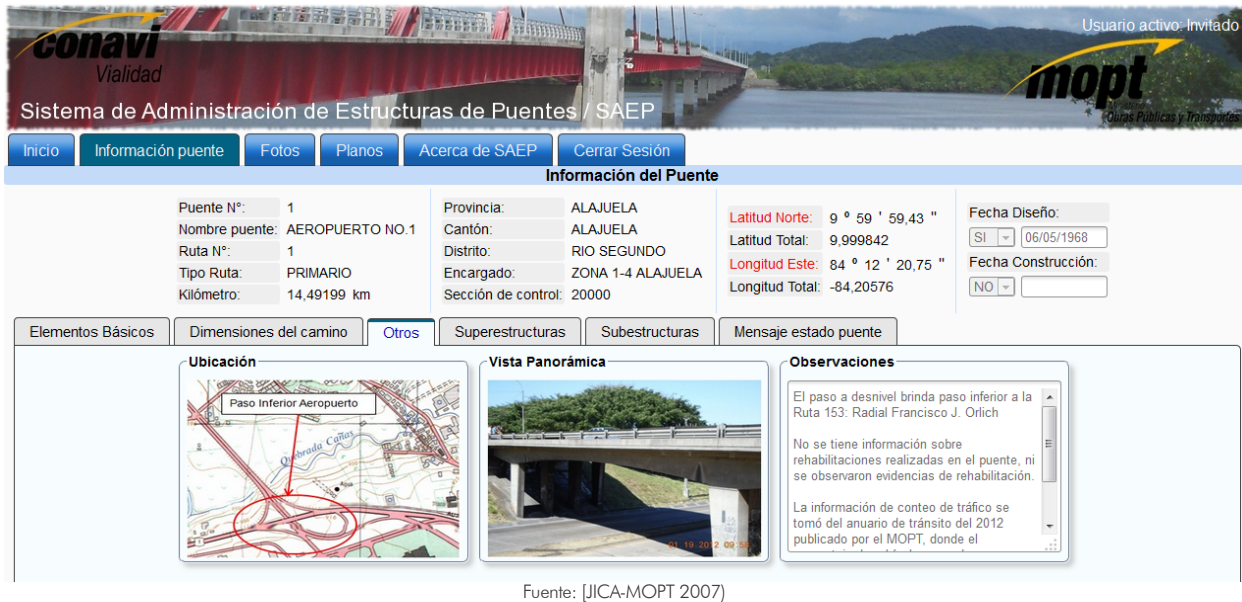 Usuario activo: Invitado
conavi
Vialidad
mopt
Obras Públicas y Transportes
Sistema de Administración de Estructuras de Puentes / SAEP
Inicio Información puente Fotos Planos Acerca de SAEP Cerrar Sesión
Información del Puente
Puente N°: 1
Nombre puente: AEROPUERTO NO.1
Ruta N°: 1
Tipo Ruta: PRIMARIO
Kilómetro: 14,49199 km
Provincia: ALAJUELA
Cantón: ALAJUELA
Distrito: RIO SEGUNDO
Encargado: ZONA 1-4 ALAJUELA
Sección de control: 20000
Latitud Norte: 9 º 59 ' 59,43 "
Latitud Total: 9,999842
Longitud Este: 84 º 12 ' 20,75 "
Longitud Total: -84,20576
Fecha Diseño:
SI 06/05/1968
Fecha Construcción:
NO
Elementos Básicos Dimensiones del camino Otros Superestructuras Subestructuras Mensaje estado puente
Ubicación
Paso Inferior Aeropuerto
Quebrada Cañas
Vista Panorámica
01 19 2012
Observaciones
El paso a desnivel brinda paso inferior a la
Ruta 153: Radial Francisco J. Orlich
No se tiene información sobre
rehabilitaciones realizadas en el puente, ni
se observaron evidencias de rehabilitación.
La información de conteo de tráfico se
tomó del anuario de tránsito del 2012
publicado por el MOPT, donde el
Fuente: [JICA-MOPT 2007)